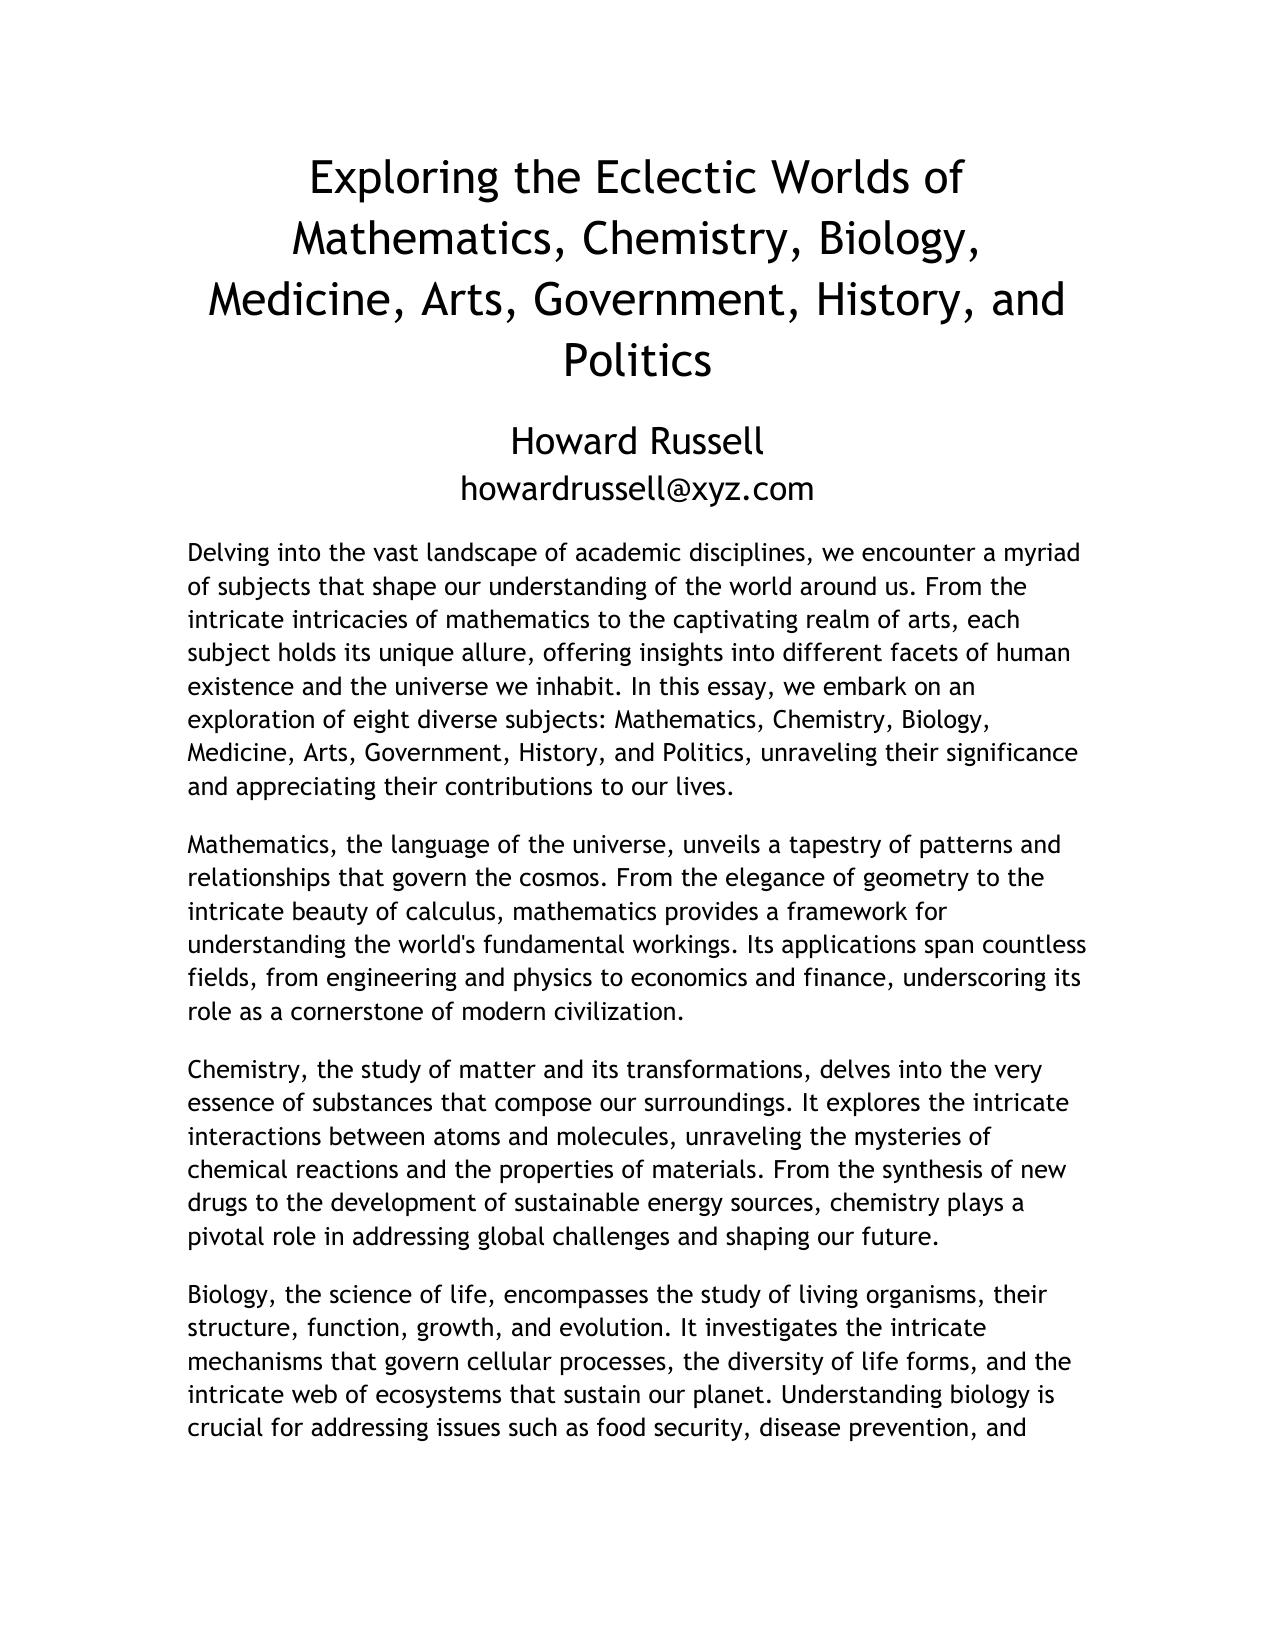 Exploring the Eclectic Worlds of
Mathematics, Chemistry, Biology,
Medicine, Arts, Government, History, and
Politics
Howard Russell
howardrussell@xyz.com
Delving into the vast landscape of academic disciplines, we encounter a myriad
of subjects that shape our understanding of the world around us. From the
intricate intricacies of mathematics to the captivating realm of arts, each
subject holds its unique allure, offering insights into different facets of human
existence and the universe we inhabit. In this essay, we embark on an
exploration of eight diverse subjects: Mathematics, Chemistry, Biology,
Medicine, Arts, Government, History, and Politics, unraveling their significance
and appreciating their contributions to our lives.
Mathematics, the language of the universe, unveils a tapestry of patterns and
relationships that govern the cosmos. From the elegance of geometry to the
intricate beauty of calculus, mathematics provides a framework for
understanding the world's fundamental workings. Its applications span countless
fields, from engineering and physics to economics and finance, underscoring its
role as a cornerstone of modern civilization.
Chemistry, the study of matter and its transformations, delves into the very
essence of substances that compose our surroundings. It explores the intricate
interactions between atoms and molecules, unraveling the mysteries of
chemical reactions and the properties of materials. From the synthesis of new
drugs to the development of sustainable energy sources, chemistry plays a
pivotal role in addressing global challenges and shaping our future.
Biology, the science of life, encompasses the study of living organisms, their
structure, function, growth, and evolution. It investigates the intricate
mechanisms that govern cellular processes, the diversity of life forms, and the
intricate web of ecosystems that sustain our planet. Understanding biology is
crucial for addressing issues such as food security, disease prevention, and